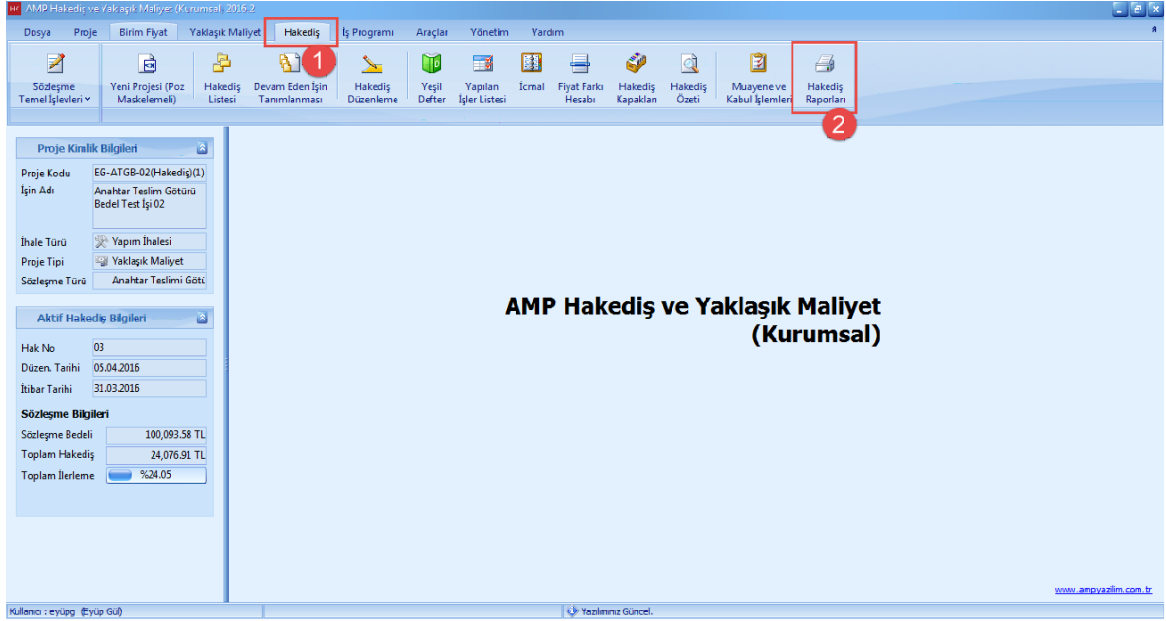 AMP Hakediş ve Yaklaşık Maliyet (Kurumsal) 2016-2
Dosya Proje Birim Fiyat Yaklaşık Maliyet Hakediş İş Programı Araçlar Yönetim Yardım
1
Sözleşme Temel İşlevleri
Yeni Projesi (Poz Maskelemeli)
Hakediş Listesi
Devam Eden İşin Tanımlanması
Hakediş Düzenleme
Yeşil Defter
Yapılan İşler Listesi
İcmal
Fiyat Farkı Hesabı
Hakediş Kapakları
Hakediş Özeti
Muayene ve Kabul İşlemleri
Hakediş Raporları
2
Proje Kimlik Bilgileri
Proje Kodu EG-ATGB-02(Hakediş)(1)
İşin Adı Anahtar Teslim Götürü
Bedel Test İşi 02
İhale Türü Yapım İhalesi
Proje Tipi Yaklaşık Maliyet
Sözleşme Türü Anahtar Teslimi Götü
Aktif Hakediş Bilgileri
Hak No 03
Düzen. Tarihi 05.04.2016
İtibar Tarihi 31.03.2016
Sözleşme Bilgileri
Sözleşme Bedeli 100,093.58 TL
Toplam Hakediş 24,076.91 TL
Toplam İlerleme %24.05
AMP Hakediş ve Yaklaşık Maliyet
(Kurumsal)
www.ampyazilim.com.tr
Kullanıcı : eyüpg (Eyüp Gül) Yazılımınız Güncel.